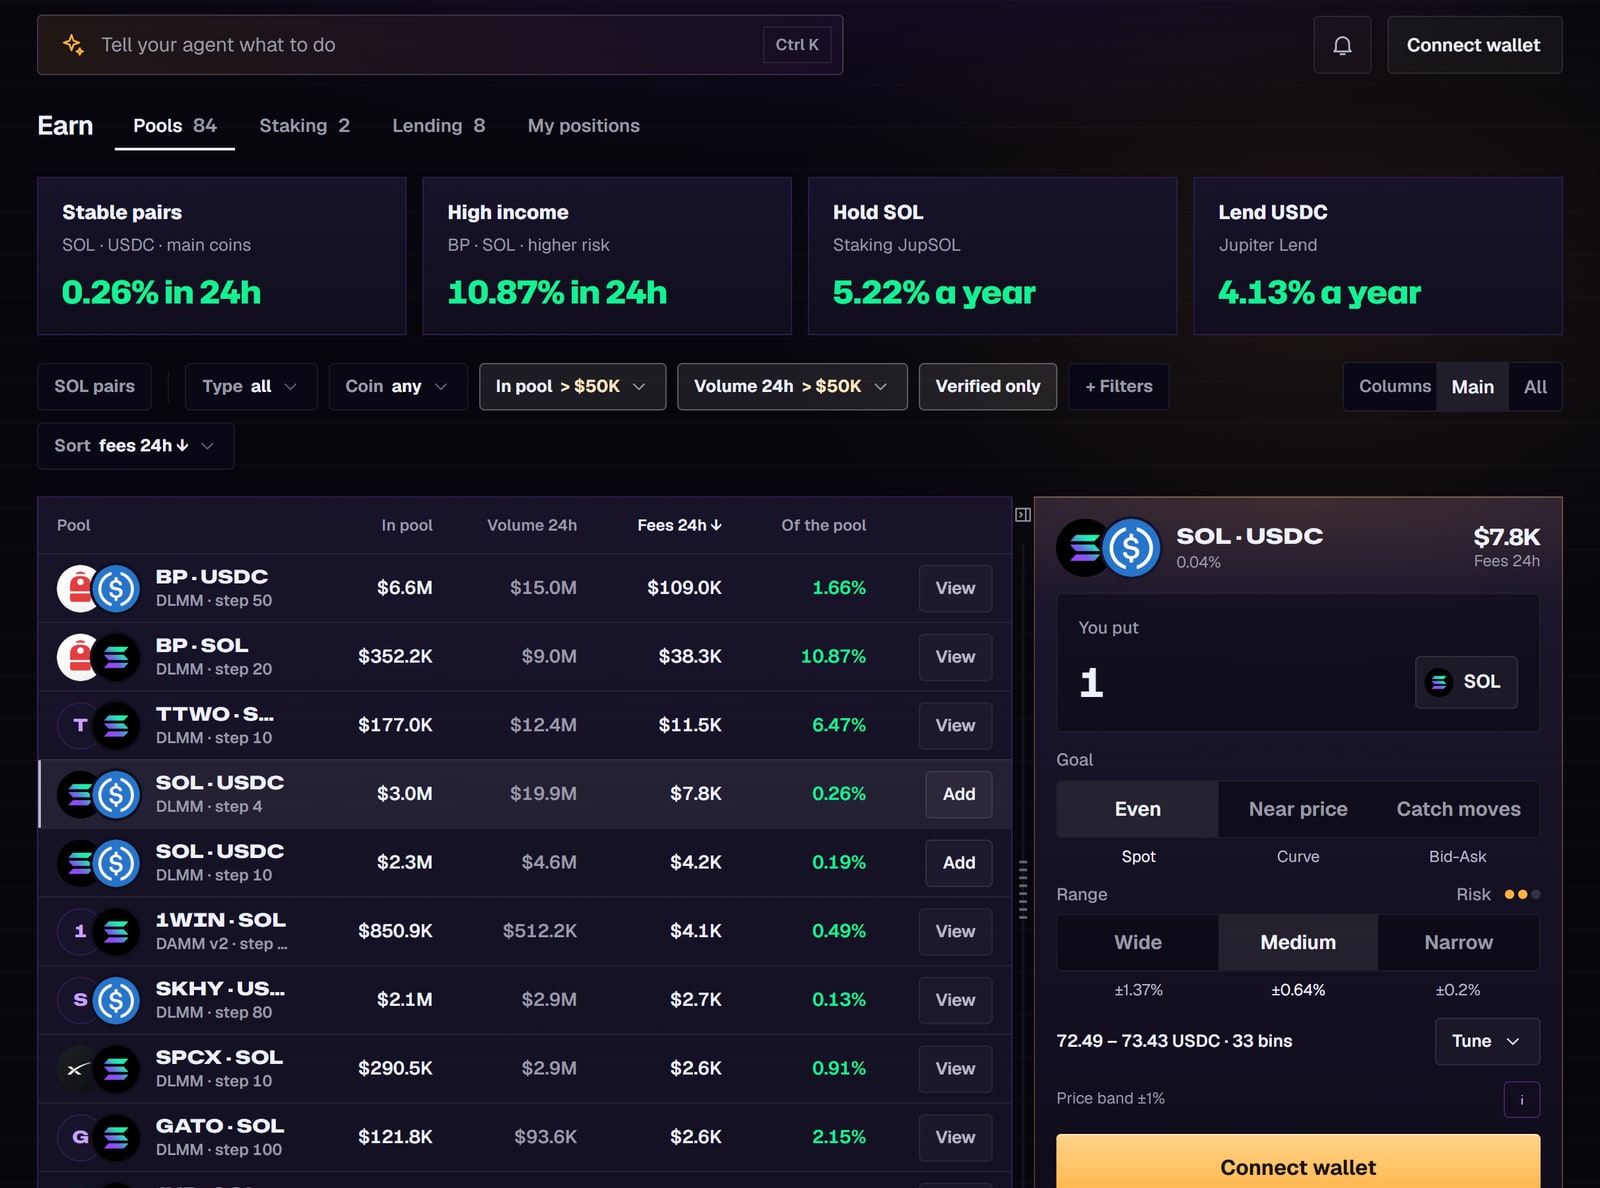 Tell your agent what to do Ctrl K Connect wallet
Earn Pools 84 Staking 2 Lending 8 My positions
Stable pairs
SOL · USDC · main coins
0.26% in 24h
High income
BP · SOL · higher risk
10.87% in 24h
Hold SOL
Staking JupSOL
5.22% a year
Lend USDC
Jupiter Lend
4.13% a year
SOL pairs Type all Coin any In pool > $50K Volume 24h > $50K Verified only + Filters Columns Main All
Sort fees 24h ↓
Pool In pool Volume 24h Fees 24h ↓ Of the pool
BP · USDC
DLMM · step 50
$6.6M $15.0M $109.0K 1.66% View
BP · SOL
DLMM · step 20
$352.2K $9.0M $38.3K 10.87% View
T
TTWO · S...
DLMM · step 10
$177.0K $12.4M $11.5K 6.47% View
SOL · USDC
DLMM · step 4
$3.0M $19.9M $7.8K 0.26% Add
SOL · USDC
DLMM · step 10
$2.3M $4.6M $4.2K 0.19% Add
1
1WIN · SOL
DAMM v2 · step ...
$850.9K $512.2K $4.1K 0.49% View
S
SKHY · US...
DLMM · step 80
$2.1M $2.9M $2.7K 0.13% View
SPCX · SOL
DLMM · step 10
$290.5K $2.9M $2.6K 0.91% View
G
GATO · SOL
DLMM · step 100
$121.8K $93.6K $2.6K 2.15% View
SOL · USDC
0.04%
$7.8K
Fees 24h
You put
1 SOL
Goal
Even Near price Catch moves
Spot Curve Bid-Ask
Range Risk
Wide Medium Narrow
±1.37% ±0.64% ±0.2%
72.49 – 73.43 USDC · 33 bins Tune
Price band ±1% i
Connect wallet